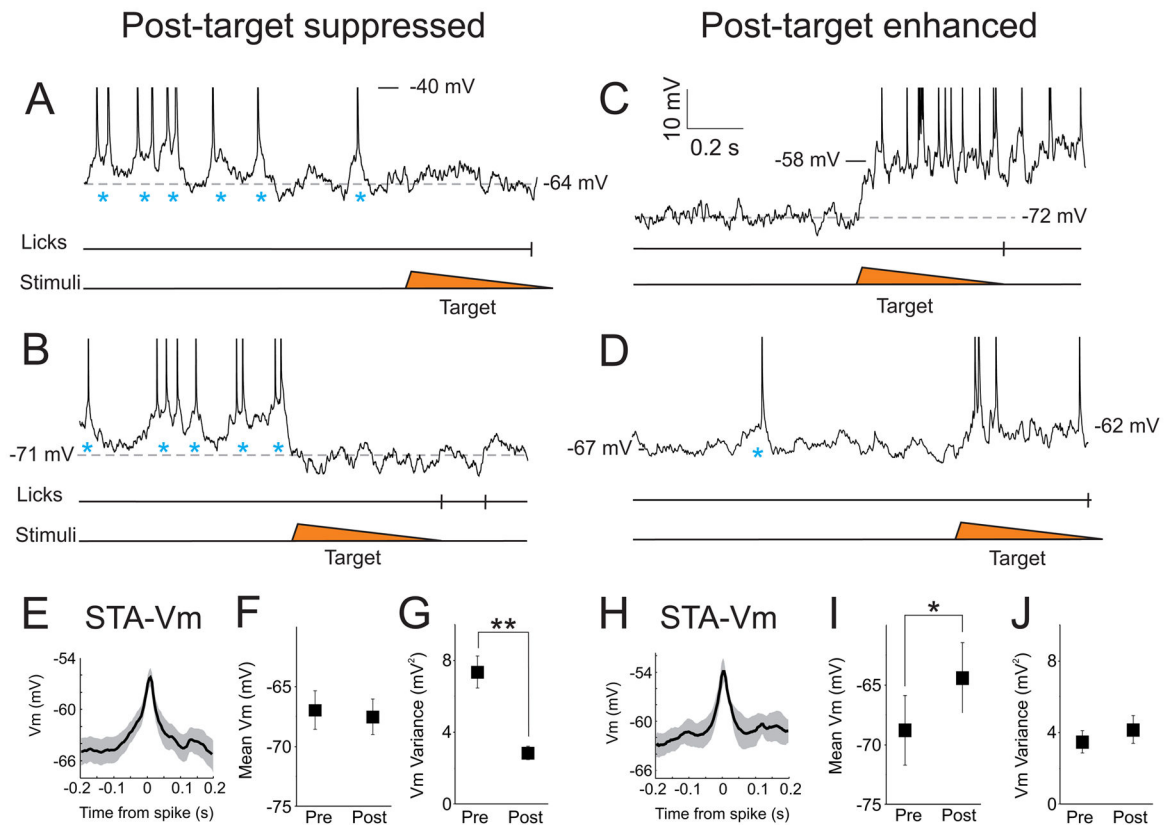 Post-target suppressed
Post-target enhanced
A
-40 mV
-64 mV
* * * * * *
Licks
Stimuli
Target
C
10 mV
0.2 s
-58 mV
-72 mV
Target
B
-71 mV
* * * * *
Licks
Stimuli
Target
D
-67 mV
-62 mV
*
Target
E
STA-Vm
Vm (mV)
-54
-60
-66
-0.2 -0.1 0 0.1 0.2
Time from spike (s)
F
Mean Vm (mV)
-65
-70
-75
Pre Post
G
**
Vm Variance (mV²)
8
4
0
Pre Post
H
STA-Vm
Vm (mV)
-54
-60
-66
-0.2 -0.1 0 0.1 0.2
Time from spike (s)
I
*
Mean Vm (mV)
-65
-70
-75
Pre Post
J
Vm Variance (mV²)
8
4
0
Pre Post